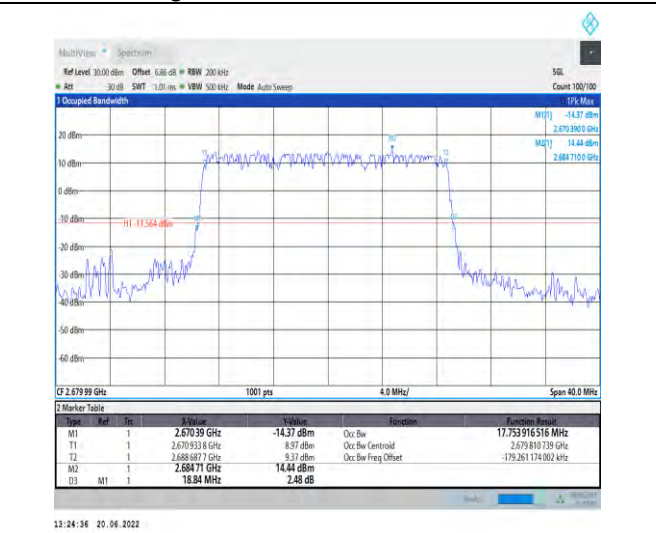 MultiView Spectrum
Ref Level 30.00 dBm Offset 6.86 dB RBW 200 kHz SGL
Att 30 dB SWT 1.01 ms VBW 500 kHz Mode Auto Sweep Count 100/100
1 Occupied Bandwidth 1Pk Max
M1[1] -14.37 dBm
2.670 3900 GHz
M2[1] 14.44 dBm
2.684 7100 GHz
20 dBm
10 dBm
0 dBm
-10 dBm
H1 -11.564 dBm
-20 dBm
-30 dBm
-40 dBm
-50 dBm
-60 dBm
T1
M2
T2
CF 2.679 99 GHz 1001 pts 4.0 MHz/ Span 40.0 MHz
2 Marker Table
Type Ref Trc X-Value Y-Value Function Function Result
M1 1 2.670 39 GHz -14.37 dBm Occ Bw 17.753 916 516 MHz
T1 1 2.670 933 8 GHz 8.97 dBm Occ Bw Centroid 2.679 810 739 GHz
T2 1 2.688 687 7 GHz 9.37 dBm Occ Bw Freq Offset -179.261 174 002 kHz
M2 1 2.684 71 GHz 14.44 dBm
D3 M1 1 18.84 MHz 2.48 dB
13:24:36 20.06.2022